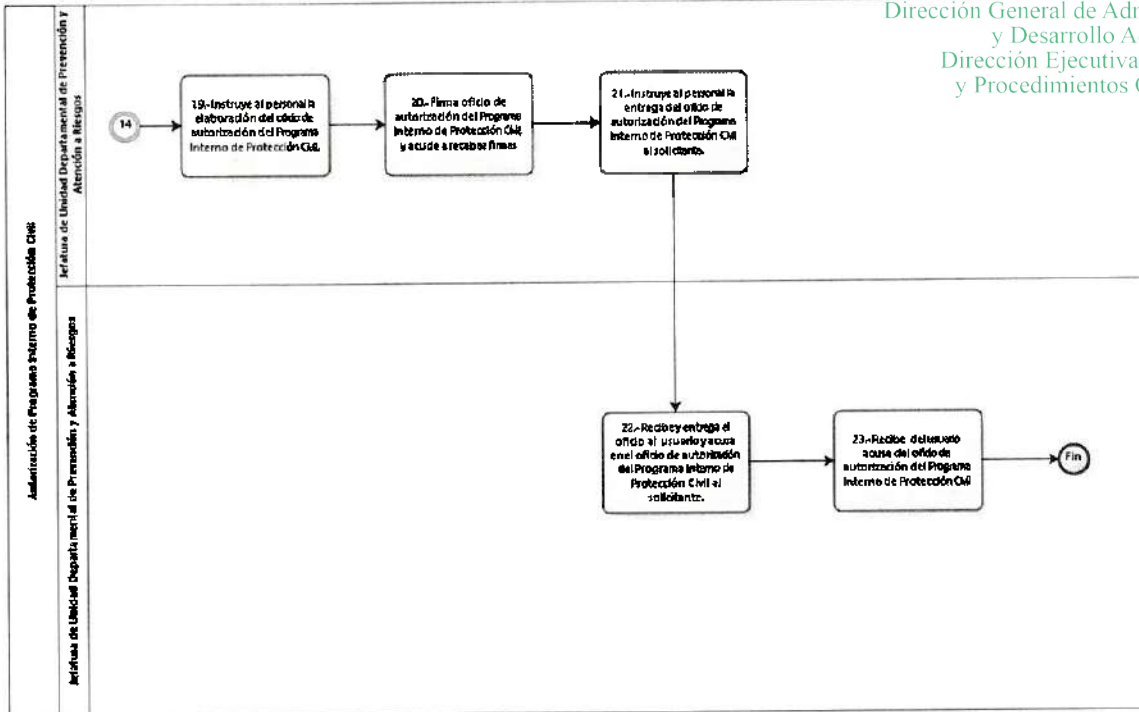 Dirección General de Adm
y Desarrollo A
Dirección Ejecutiva
y Procedimientos
Autorización de Programa Interno de Protección Civil
Jefatura de Unidad Departamental de Prevención y
Atención a Riesgos
14
19.-Instruye al personal la
elaboración del oficio de
autorización del Programa
Interno de Protección Civil.
20.- Firma oficio de
autorización del Programa
Interno de Protección Civil,
y acude a recabar firmas
21.-Instruye al personal la
entrega del oficio de
autorización del Programa
Interno de Protección Civil
al solicitante.
Jefatura de Unidad Departamental de Prevención y Atención a Riesgos
22.-Recibe y entrega el
oficio al usuario y acusa
en el oficio de autorización
del Programa Interno de
Protección Civil al
solicitante.
23.-Recibe del usuario
acuse del oficio de
autorización del Programa
Interno de Protección Civil
Fin